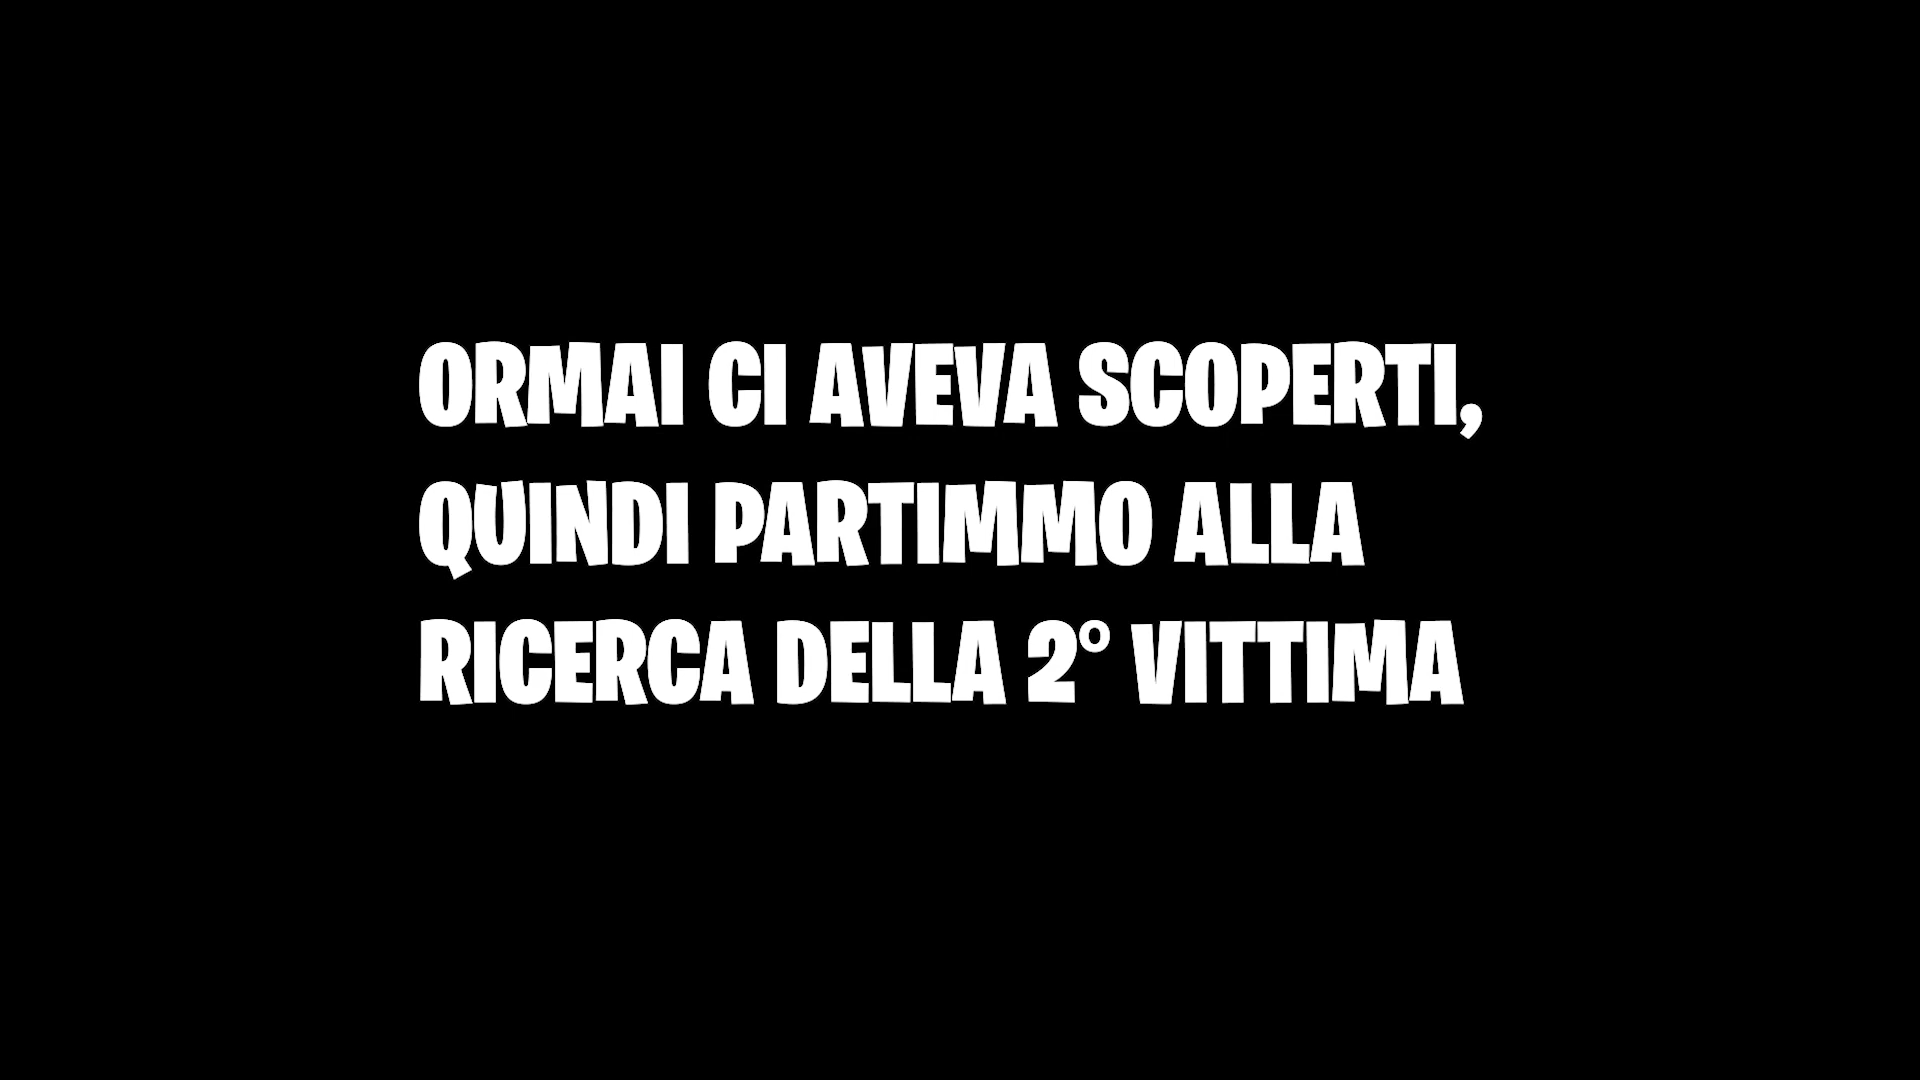 ORMAI CI AVEVA SCOPERTI,
QUINDI PARTIMMO ALLA
RICERCA DELLA 2° VITTIMA